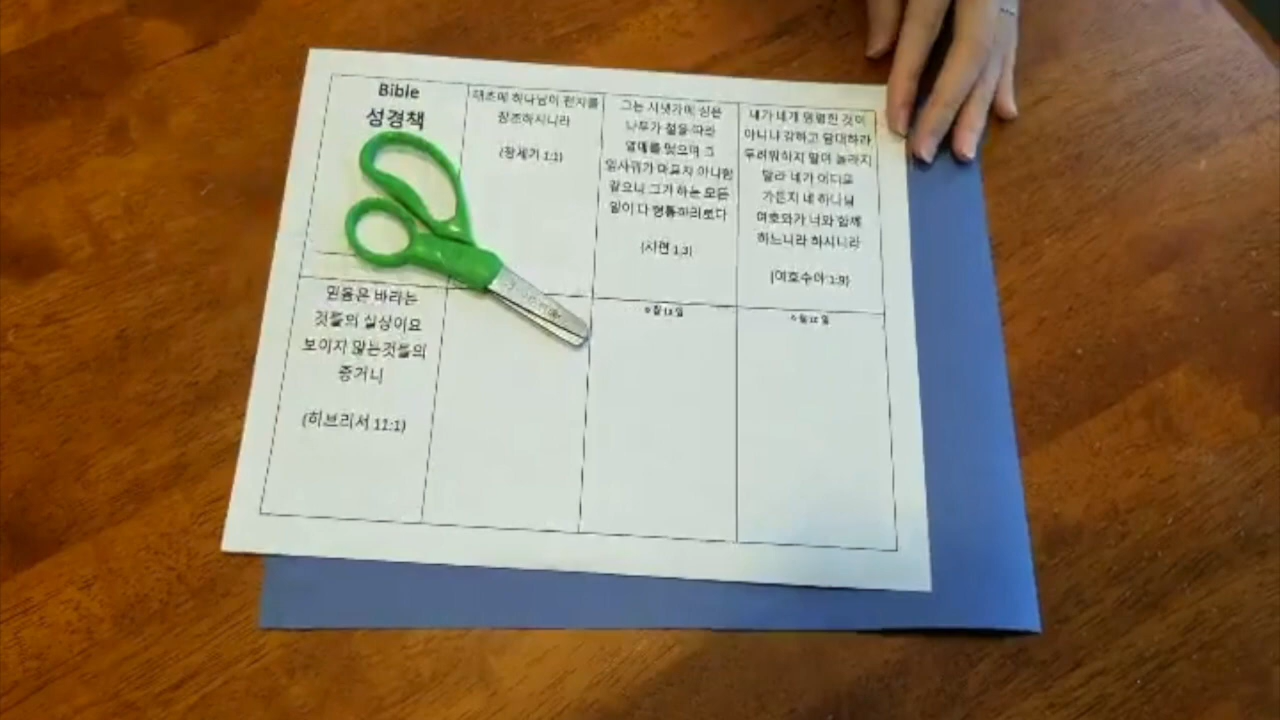 Bible
성경책
태초에 하나님이 천지를
창조하시니라
(창세기 1:1)
그는 시냇가에 심은
나무가 철을 따라
열매를 맺으며 그
잎사귀가 마르지 아니함
같으니 그가 하는 모든
일이 다 형통하리로다
(시편 1:3)
내가 네게 명령한 것이
아니냐 강하고 담대하라
두려워하지 말며 놀라지
말라 네가 어디로
가든지 네 하나님
여호와가 너와 함께
하느니라 하시니라
(여호수아 1:9)
믿음은 바라는
것들의 실상이요
보이지 않는것들의
증거니
(히브리서 11:1)